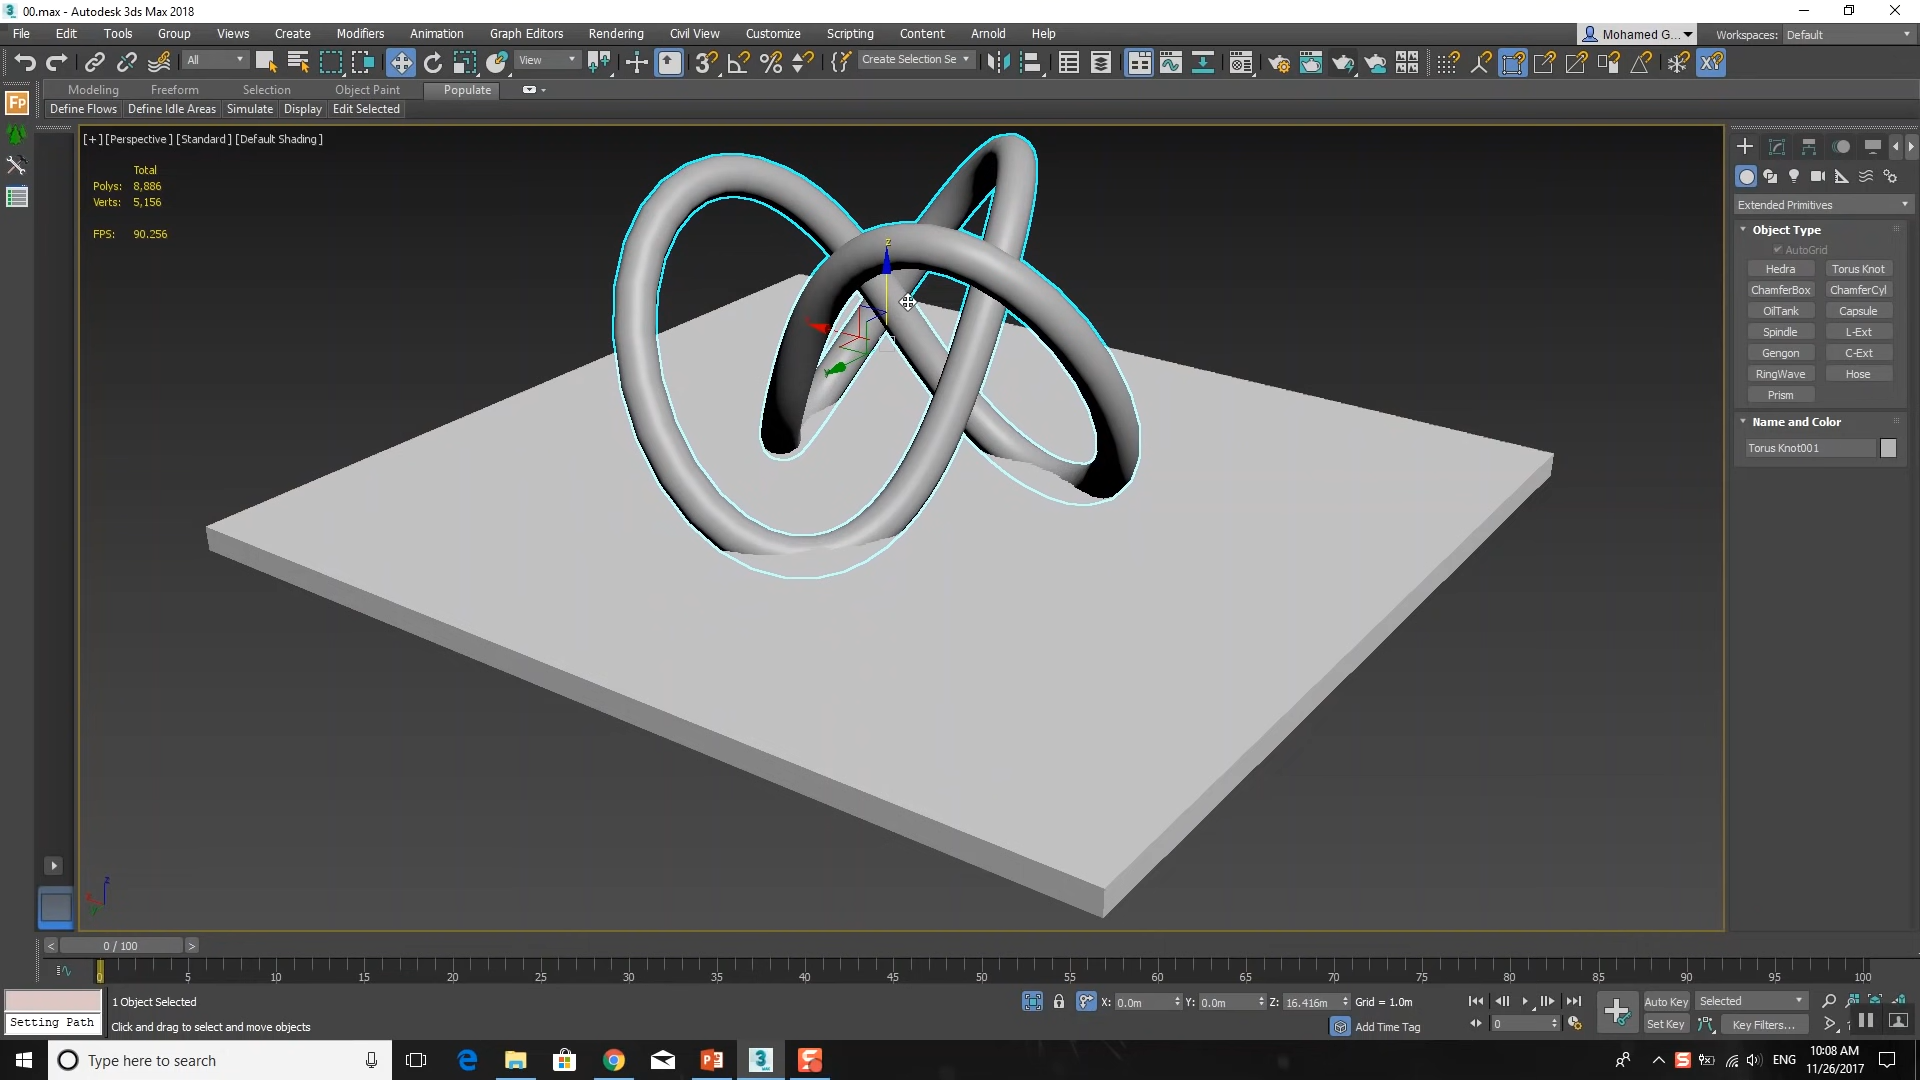 00.max - Autodesk 3ds Max 2018
File Edit Tools Group Views Create Modifiers Animation Graph Editors Rendering Civil View Customize Scripting Content Arnold Help
Mohamed G... Workspaces: Default
All View Create Selection Se
Modeling Freeform Selection Object Paint Populate
Define Flows Define Idle Areas Simulate Display Edit Selected
[+] [Perspective] [Standard] [Default Shading]
Total
Polys: 8,886
Verts: 5,156
FPS: 90.256
Extended Primitives
Object Type
AutoGrid
Hedra Torus Knot
ChamferBox ChamferCyl
OilTank Capsule
Spindle L-Ext
Gengon C-Ext
RingWave Hose
Prism
Name and Color
Torus Knot001
z
z
< 0 / 100 >
0 5 10 15 20 25 30 35 40 45 50 55 60 65 70 75 80 85 90 95 100
1 Object Selected
X: 0.0m Y: 0.0m Z: 16.416m Grid = 1.0m
Auto Key Selected
Setting Path
Click and drag to select and move objects
Add Time Tag
0
Set Key Key Filters...
Type here to search
ENG
10:08 AM
11/26/2017